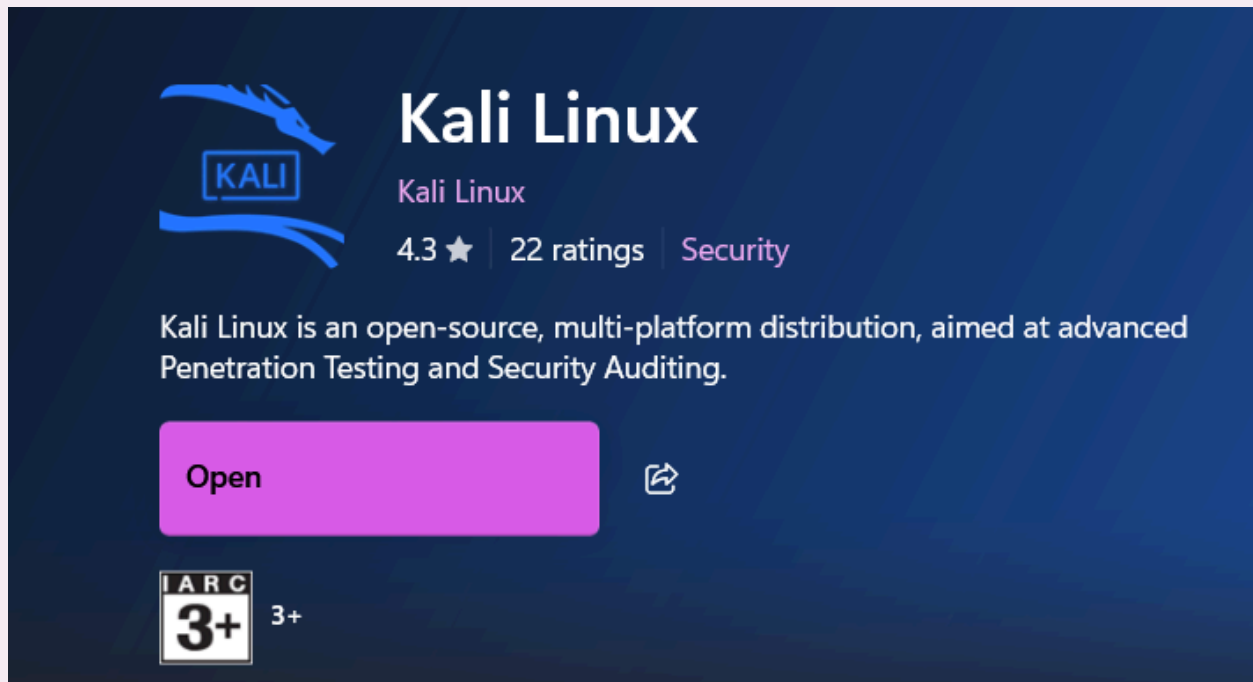 KALI
Kali Linux
Kali Linux
4.3 ★ 22 ratings Security
Kali Linux is an open-source, multi-platform distribution, aimed at advanced
Penetration Testing and Security Auditing.
Open
IARC
3+ 3+